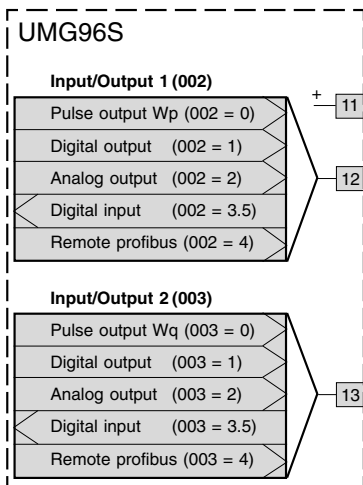 UMG96S
Input/Output 1 (002)
Pulse output Wp (002 = 0)
Digital output (002 = 1)
Analog output (002 = 2)
Digital input (002 = 3.5)
Remote profibus (002 = 4)
+ 11
12
Input/Output 2 (003)
Pulse output Wq (003 = 0)
Digital output (003 = 1)
Analog output (003 = 2)
Digital input (003 = 3.5)
Remote profibus (003 = 4)
13